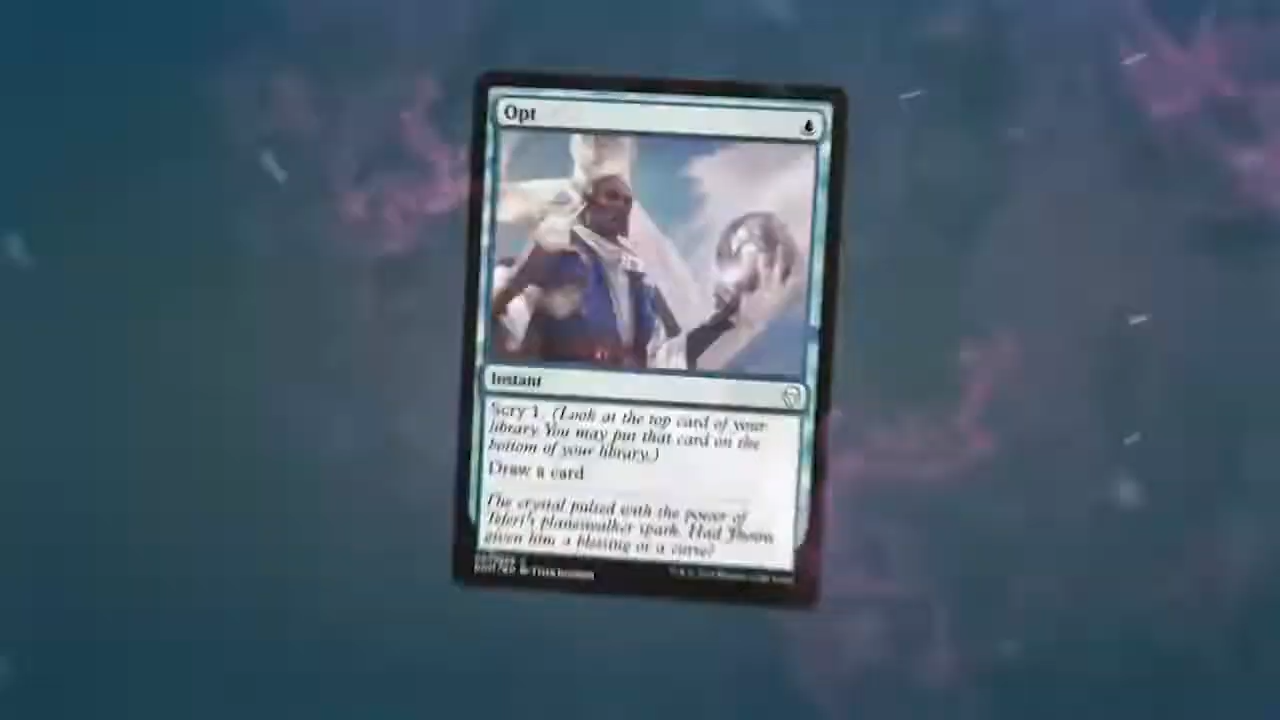 Opt
Instant
Scry 1. (Look at the top card of your
library. You may put that card on the
bottom of your library.)
Draw a card
The crystal pulsed with the power of
Teferi's planeswalker spark. Had Jhoira
given him a blessing or a curse?